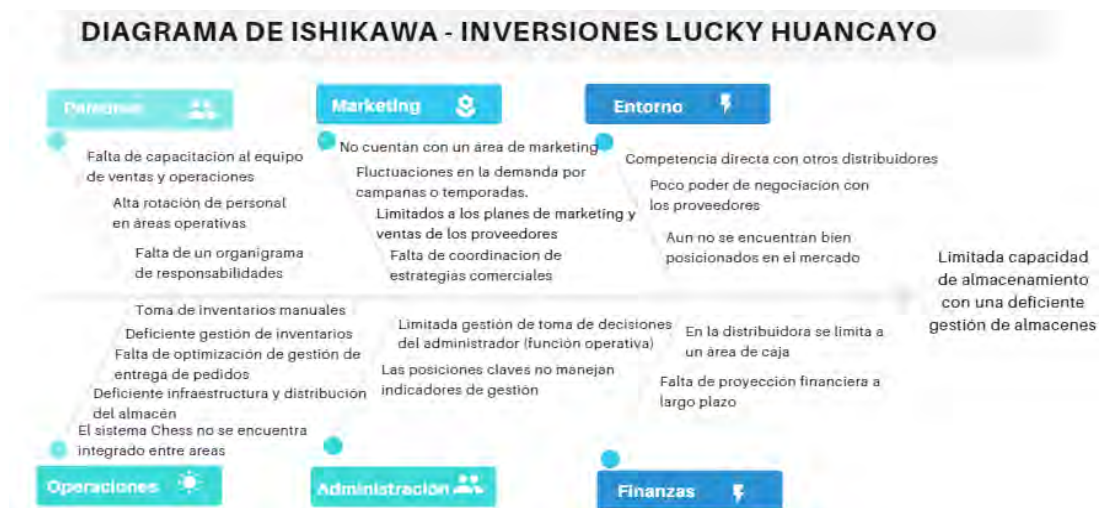 DIAGRAMA DE ISHIKAWA - INVERSIONES LUCKY HUANCAYO
Marketing
Entorno
Falta de capacitación al equipo
de ventas y operaciones
Alta rotación de personal
en áreas operativas
Falta de un organigrama
de responsabilidades
No cuentan con un área de marketing
Fluctuaciones en la demanda por
campanas o temporadas.
Limitados a los planes de marketing y
ventas de los proveedores
Falta de coordinacion de
estrategias comerciales
Competencia directa con otros distribuidores
Poco poder de negociación con
los proveedores
Aun no se encuentran bien
posicionados en el mercado
Limitada capacidad
de almacenamiento
con una deficiente
gestión de almacenes
Toma de inventarios manuales
Deficiente gestión de inventarios
Falta de optimización de gestión de
entrega de pedidos
Deficiente infraestructura y distribución
del almacén
El sistema Chess no se encuentra
integrado entre areas
Limitada gestión de toma de decisiones
del administrador (función operativa)
Las posiciones claves no manejan
indicadores de gestión
En la distribuidora se limita a
un área de caja
Falta de proyección financiera a
largo plazo
Operaciones
Administración
Finanzas